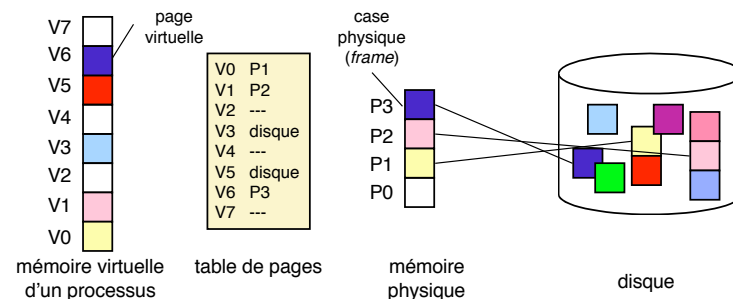 V7
V6
V5
V4
V3
V2
V1
V0
page
virtuelle
mémoire virtuelle
d'un processus
V0 P1
V1 P2
V2 ---
V3 disque
V4 ---
V5 disque
V6 P3
V7 ---
table de pages
case
physique
(frame)
P3
P2
P1
P0
mémoire
physique
disque